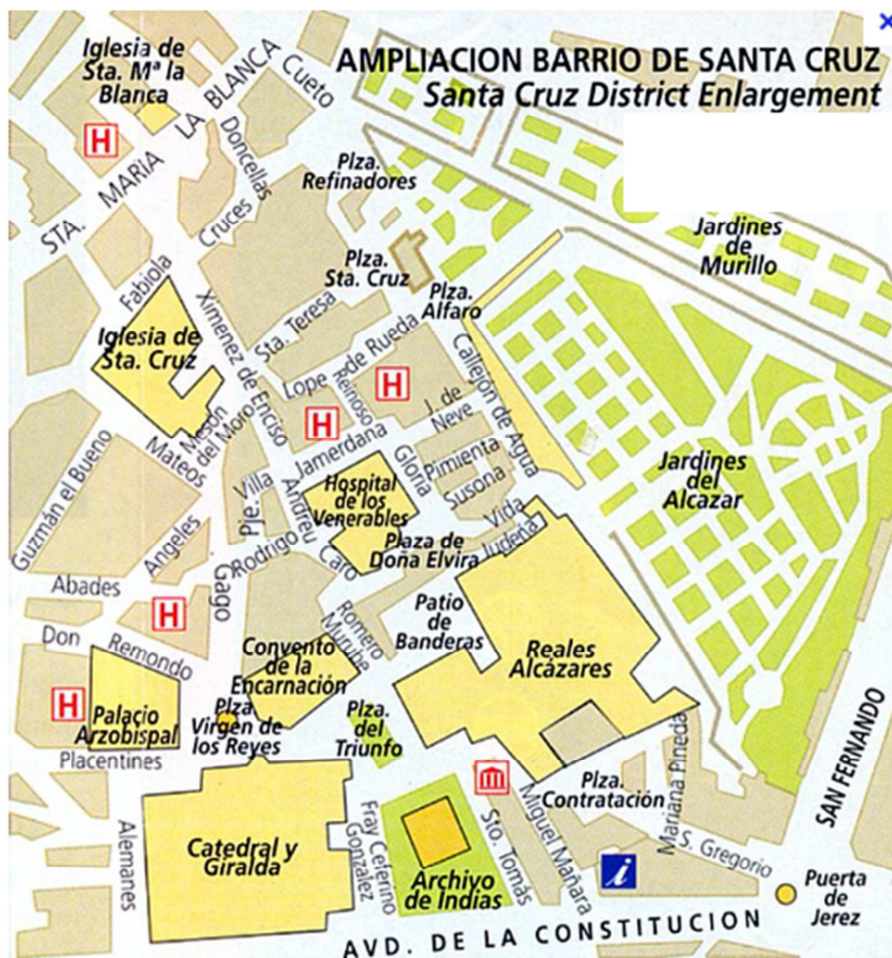 AMPLIACION BARRIO DE SANTA CRUZ
Santa Cruz District Enlargement
Iglesia de
Sta. Mª la
Blanca
STA. MARIA LA BLANCA
Cueto
Doncellas
Cruces
Plza.
Refinadores
Plza.
Sta. Cruz
Plza.
Alfaro
Jardines
de
Murillo
H
Fabiola
Iglesia de
Sta. Cruz
Ximenez de Enciso
Sta. Teresa
Lope de Rueda
Reinoso
H
H
Callejón de Agua
J. de
Neve
Pimienta
Susona
Gloria
Jamerdana
Mesón
del Moro
Mateos
Guzmán el Bueno
Angeles
Abades
Pje. Villa
Andreu
Rodrigo
Caro
Gago
Hospital
de los
Venerables
Plaza de
Doña Elvira
Vida
Judería
Jardines
del
Alcazar
H
Don Remondo
H
Palacio
Arzobispal
Placentines
Convento
de la
Encarnación
Romero
Murube
Patio
de
Banderas
Reales
Alcázares
Plza.
Virgen de
los Reyes
Plza.
del
Triunfo
Plza.
Contratación
Mariana Pineda
SAN FERNANDO
S. Gregorio
Alemanes
Catedral y
Giralda
Fray Ceferino
Gonzalez
Archivo
de Indias
Sto. Tomás
Miguel Mañara
i
Puerta
de
Jerez
AVD. DE LA CONSTITUCION